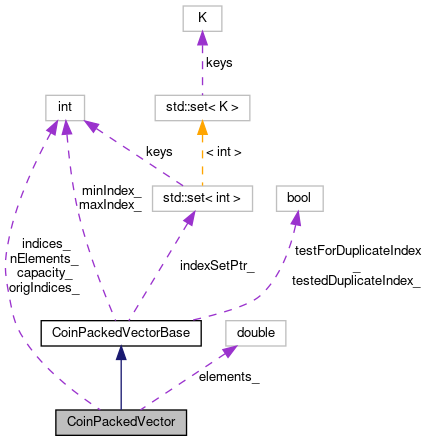 K
keys
int
std::set< K >
keys
< int >
minIndex_
maxIndex_
std::set< int >
bool
indices_
nElements_
capacity_
origIndices_
indexSetPtr_
testForDuplicateIndex
_
testedDuplicateIndex_
CoinPackedVectorBase
double
elements_
CoinPackedVector